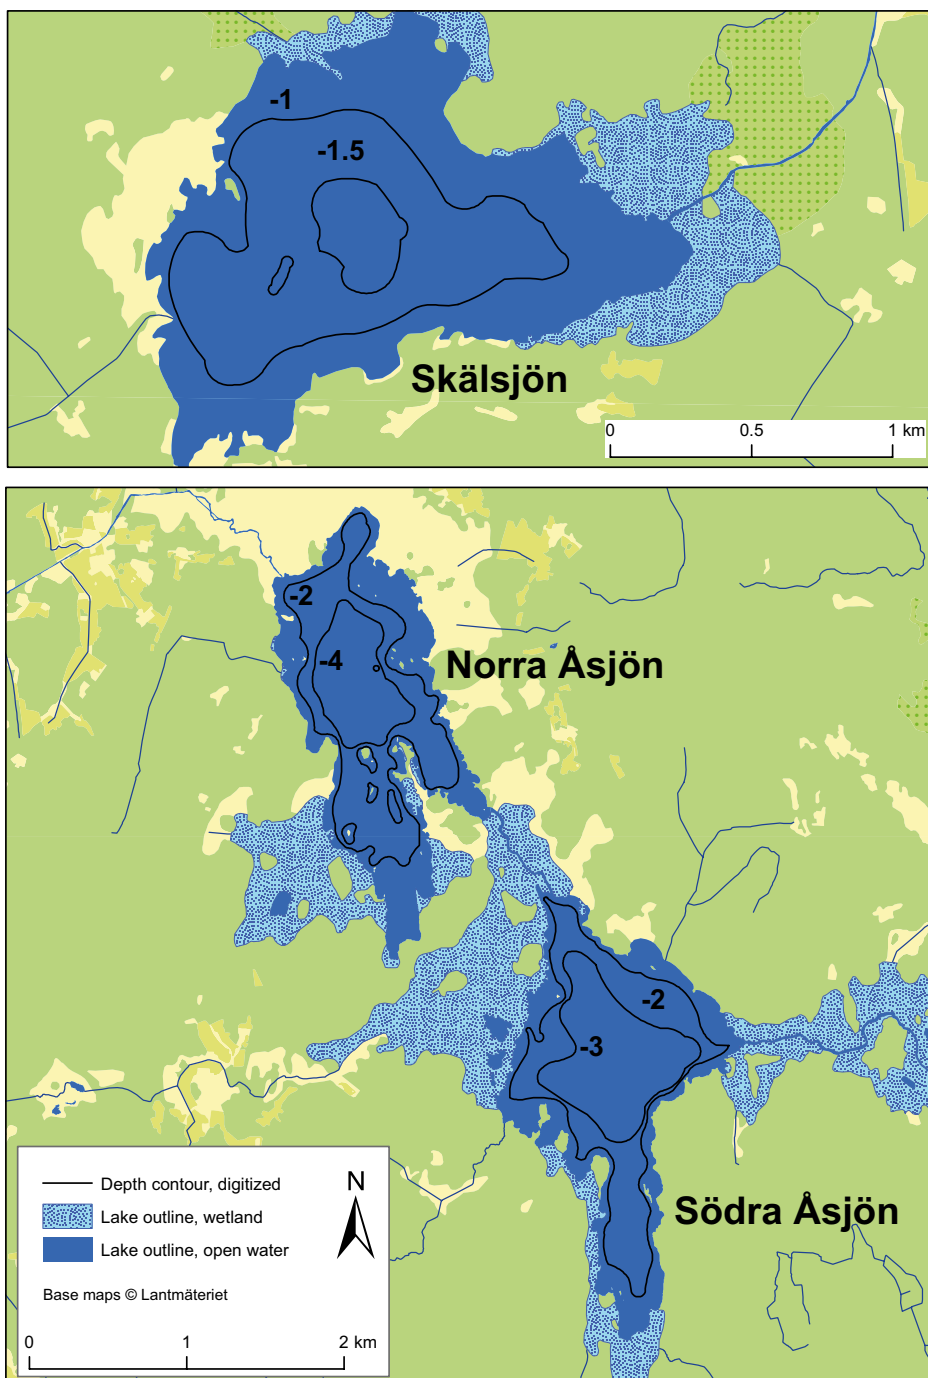 -1
-1.5
Skälsjön
0 0.5 1 km
-2
-4
Norra Åsjön
-2
-3
Södra Åsjön
Depth contour, digitized
Lake outline, wetland
Lake outline, open water
N
Base maps © Lantmäteriet
0 1 2 km